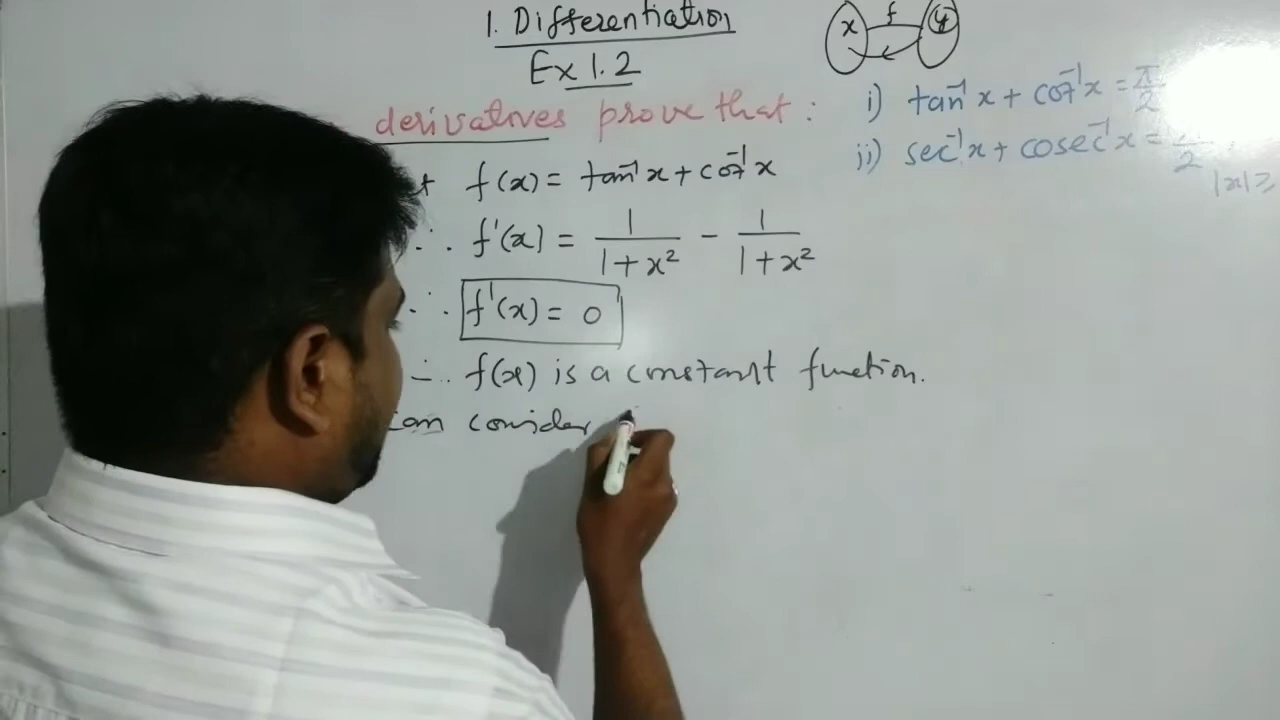 1. Differentiation
Ex 1.2
x f y
derivatives prove that :
i) tan⁻¹x + cot⁻¹x = π/2
ii) sec⁻¹x + cosec⁻¹x = /2
|x| ≥
f(x) = tan⁻¹x + cot⁻¹x
∴ f'(x) = 1/(1+x²) - 1/(1+x²)
∴ f'(x) = 0
∴ f(x) is a constant function.
can consider